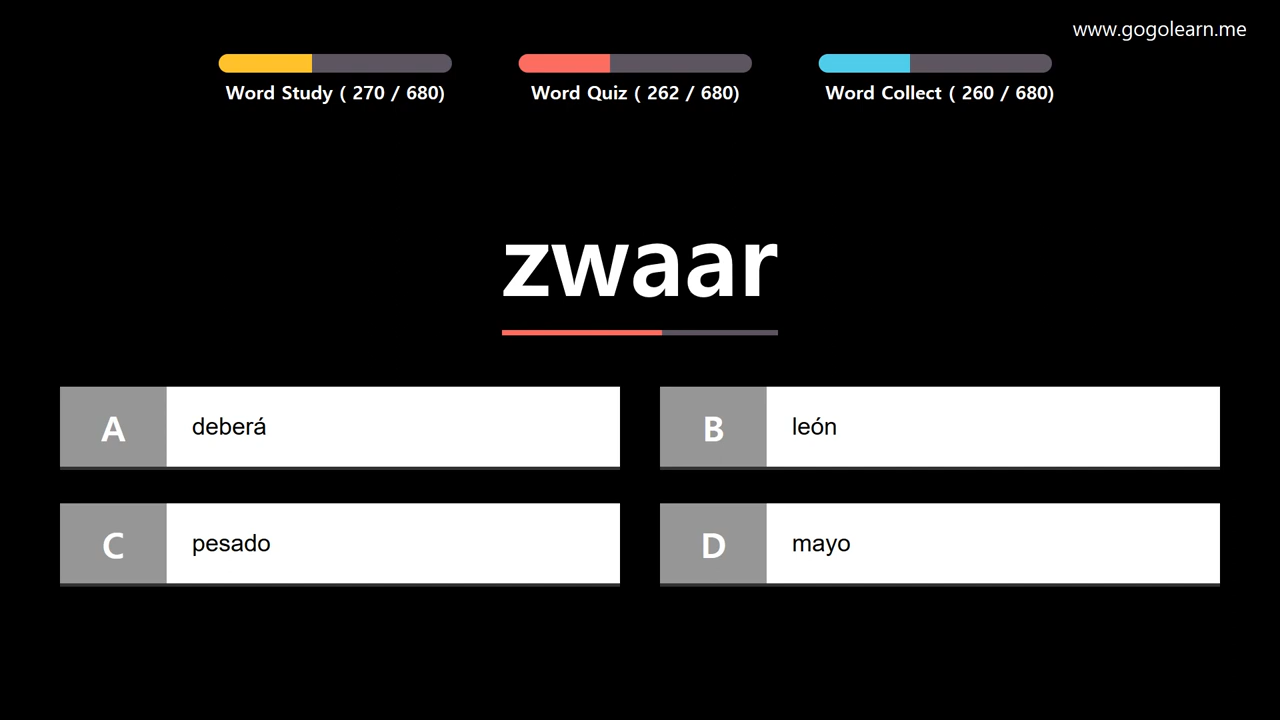 www.gogolearn.me
Word Study ( 270 / 680)
Word Quiz ( 262 / 680)
Word Collect ( 260 / 680)
zwaar
A deberá
B león
C pesado
D mayo